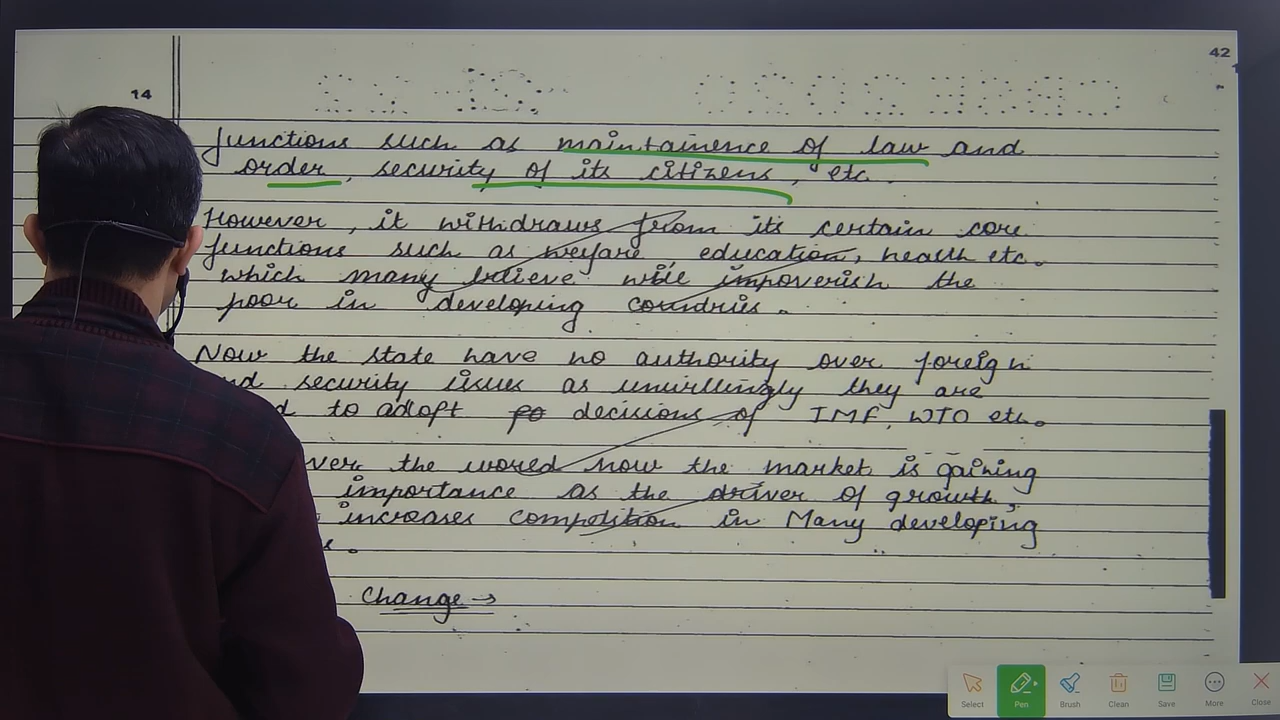 42
14
functions such as maintainence of law and
order, security of its citizens, etc.
However, it withdraws from its certain core
functions such as welfare, education, health etc.
which many believe will impoverish the
poor in developing countries.
Now the state have no authority over foreign
security issues as unwillingly they are
to adopt decisions of IMF, WTO etc.
the world now the market is gaining
importance as the driver of growth
increases compitition in Many developing
Change →
Select Pen Brush Clean Save More Close